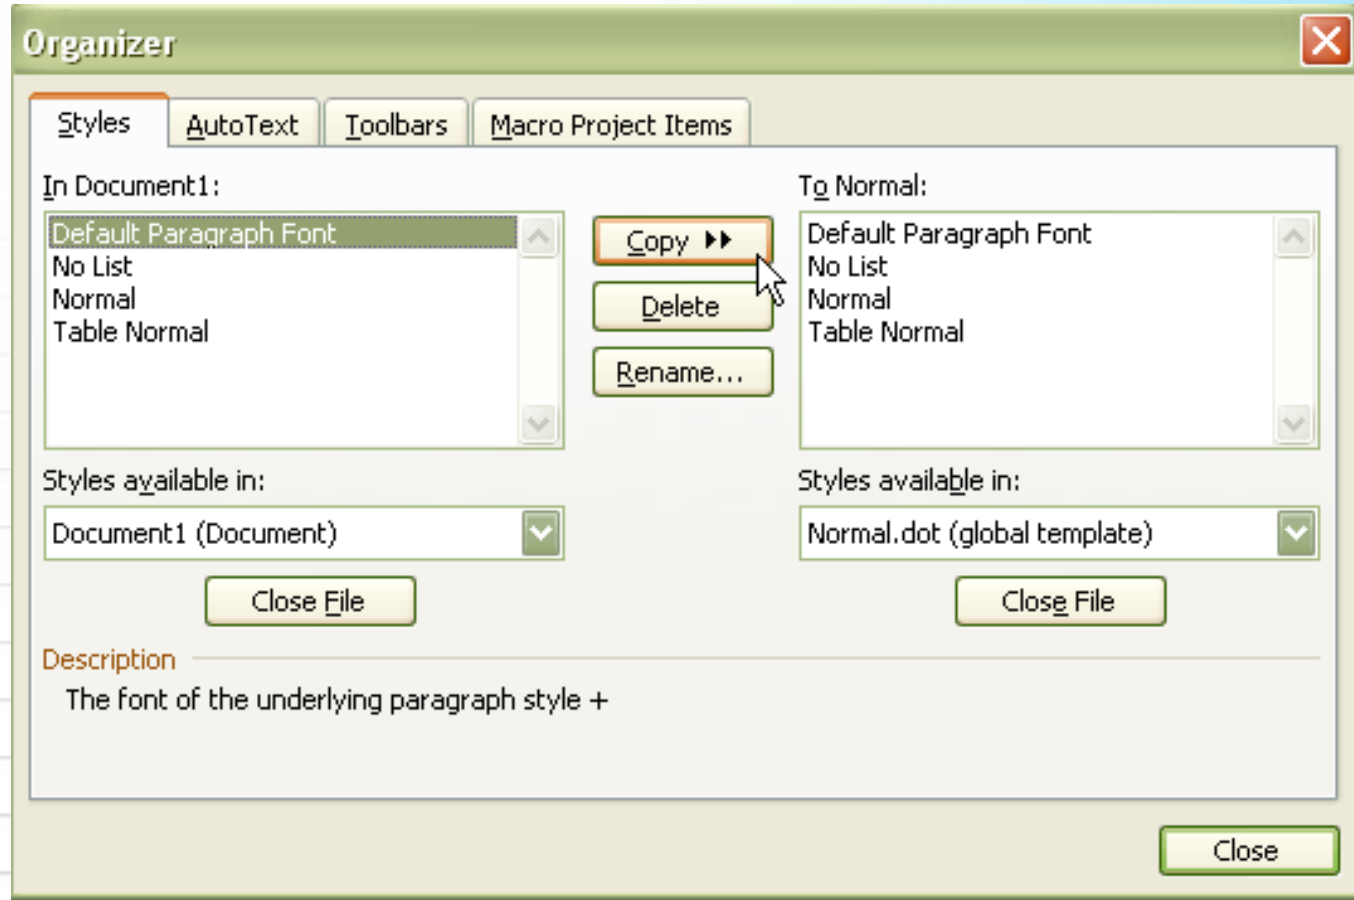 Organizer
Styles AutoText Toolbars Macro Project Items
In Document1:
Default Paragraph Font
No List
Normal
Table Normal
Copy
Delete
Rename...
To Normal:
Default Paragraph Font
No List
Normal
Table Normal
Styles available in:
Document1 (Document)
Close File
Styles available in:
Normal.dot (global template)
Close File
Description
The font of the underlying paragraph style +
Close